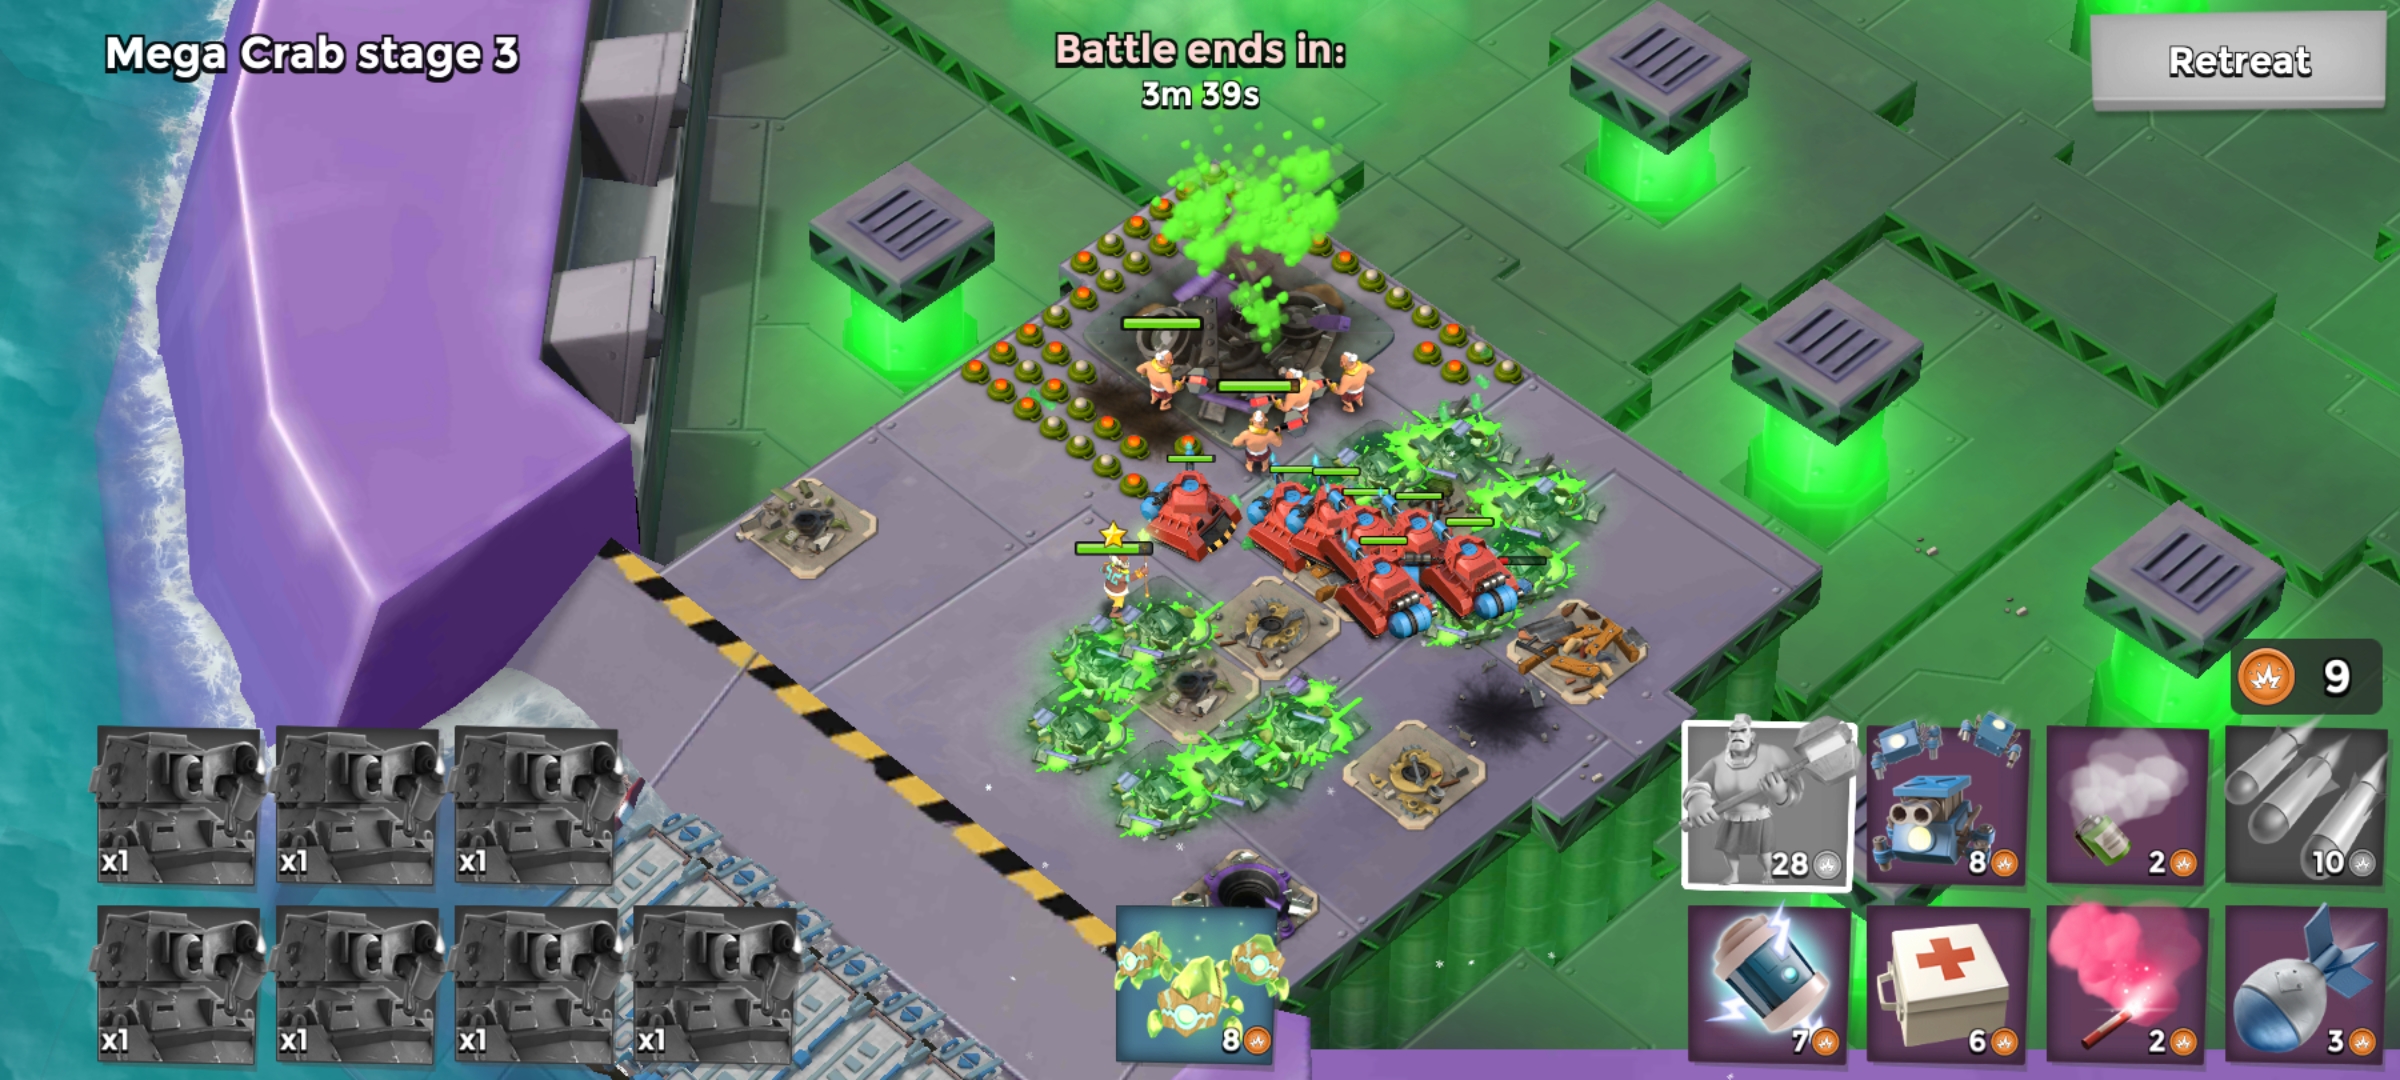 Mega Crab stage 3
Battle ends in:
3m 39s
Retreat
9
28
8
2
10
x1
x1
x1
x1
x1
x1
x1
8
7
6
2
3